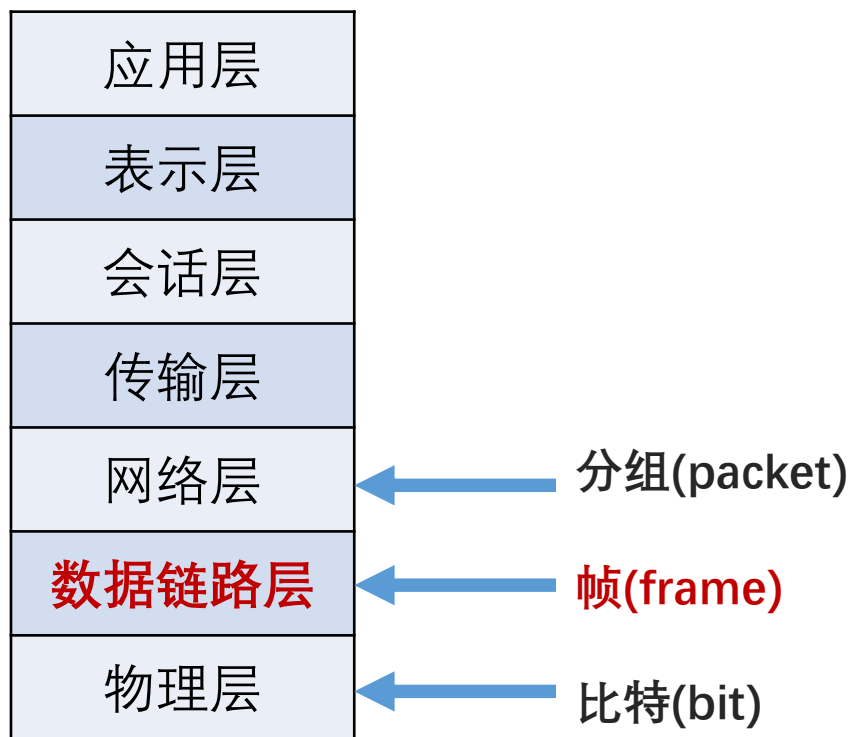 应用层
表示层
会话层
传输层
网络层
分组(packet)
数据链路层
帧(frame)
物理层
比特(bit)